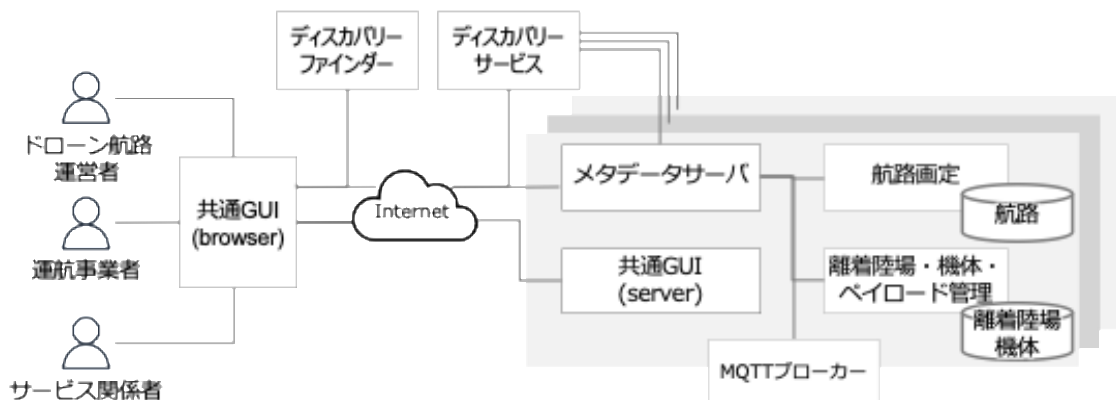 ディスカバリー
ファインダー
ディスカバリー
サービス
ドローン航路
運営者
運航事業者
サービス関係者
共通GUI
(browser)
Internet
メタデータサーバ
共通GUI
(server)
航路画定
航路
離着陸場・機体・
ペイロード管理
離着陸場
機体
MQTTブローカー